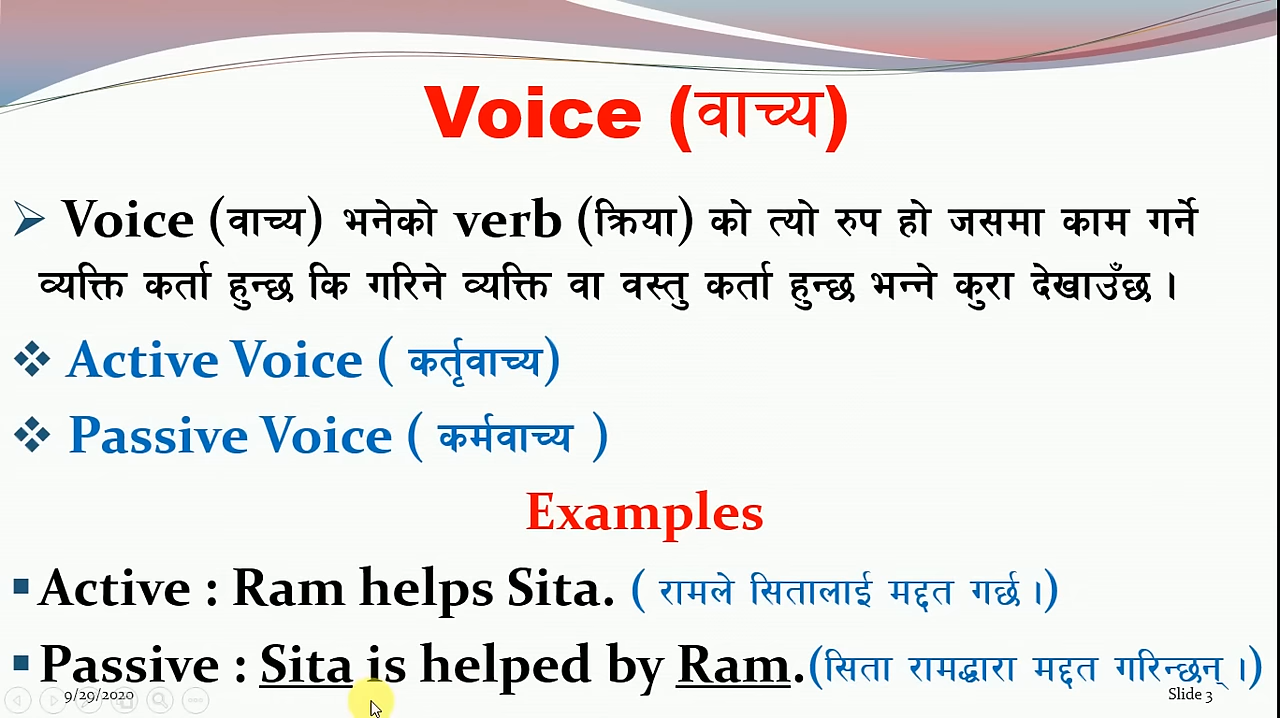 Voice (वाच्य)
Voice (वाच्य) भनेको verb (क्रिया) को त्यो रुप हो जसमा काम गर्ने
व्यक्ति कर्ता हुन्छ कि गरिने व्यक्ति वा वस्तु कर्ता हुन्छ भन्ने कुरा देखाउँछ ।
Active Voice ( कर्तृवाच्य)
Passive Voice ( कर्मवाच्य )
Examples
Active : Ram helps Sita. ( रामले सितालाई मद्दत गर्छ ।)
Passive : Sita is helped by Ram.(सिता रामद्धारा मद्दत गरिन्छन् ।)
9/29/2020
Slide 3